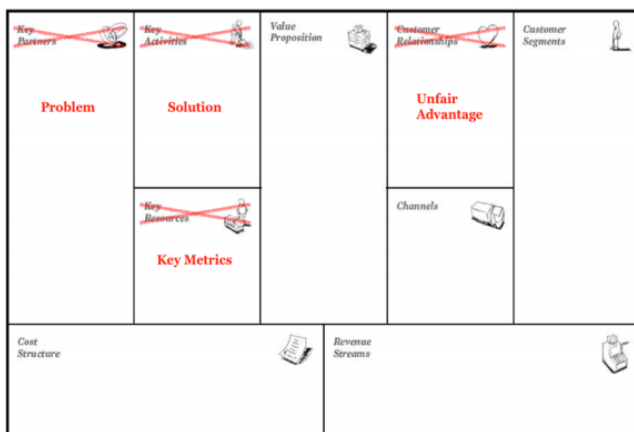 Key
Partners
Problem
Key
Activities
Solution
Key
Resources
Key Metrics
Value
Proposition
Customer
Relationships
Unfair
Advantage
Channels
Customer
Segments
Cost
Structure
Revenue
Streams